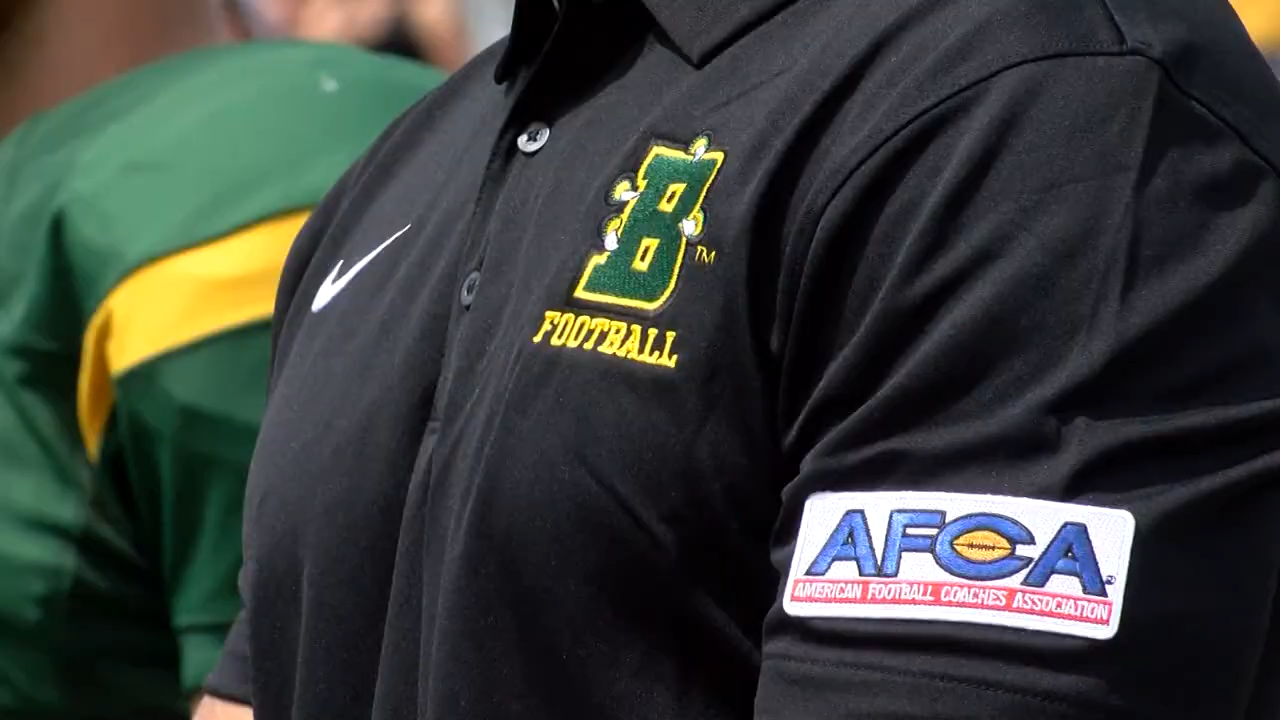 B
TM
FOOTBALL
AFCA
AMERICAN FOOTBALL COACHES ASSOCIATION